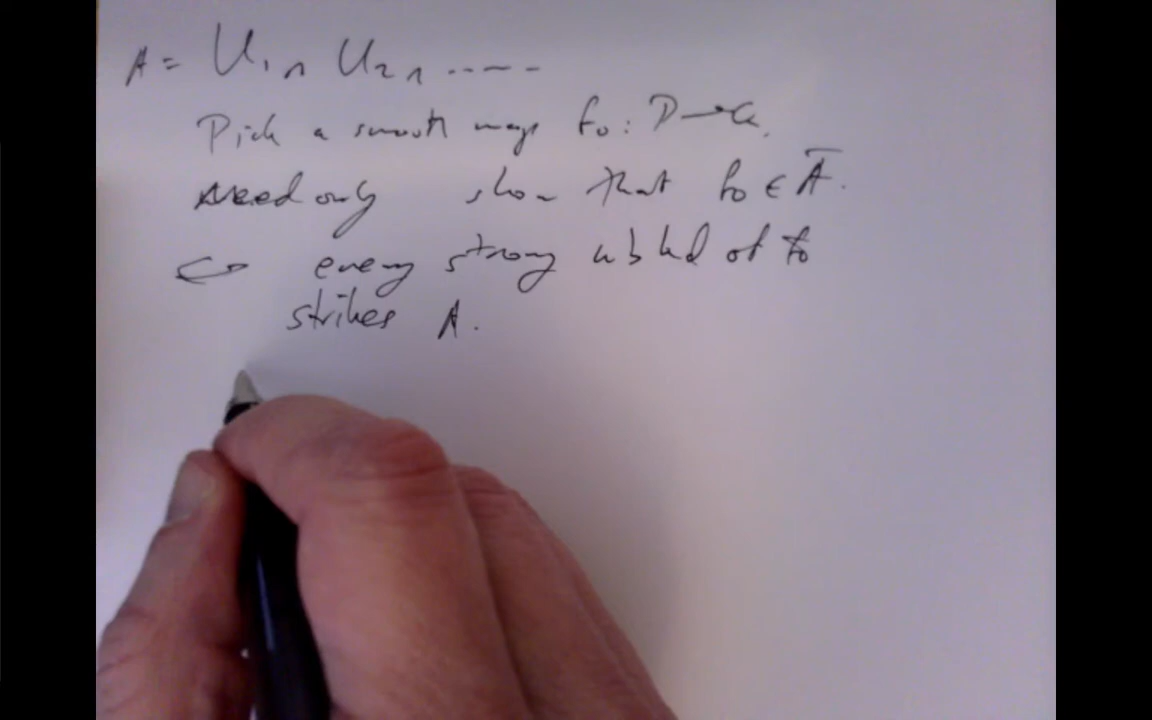 A = U₁ ∩ U₂ ∩ -----
Pick a smooth map f₀ : P → Q.
Need only show that f₀ ∈ A̅.
⇔ every strong nbhd of f₀
strikes A.